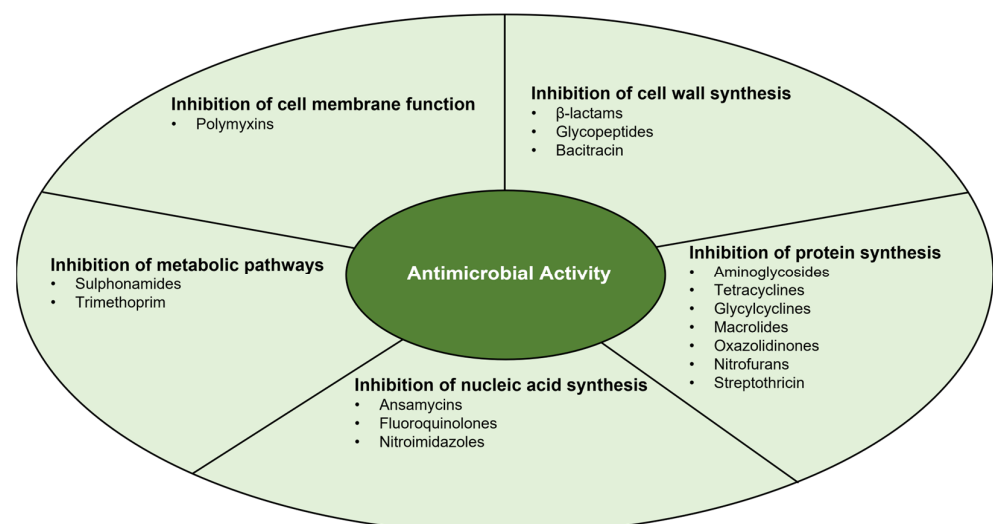 Inhibition of cell membrane function
• Polymyxins
Inhibition of cell wall synthesis
• β-lactams
• Glycopeptides
• Bacitracin
Inhibition of metabolic pathways
• Sulphonamides
• Trimethoprim
Antimicrobial Activity
Inhibition of protein synthesis
• Aminoglycosides
• Tetracyclines
• Glycylcyclines
• Macrolides
• Oxazolidinones
• Nitrofurans
• Streptothricin
Inhibition of nucleic acid synthesis
• Ansamycins
• Fluoroquinolones
• Nitroimidazoles